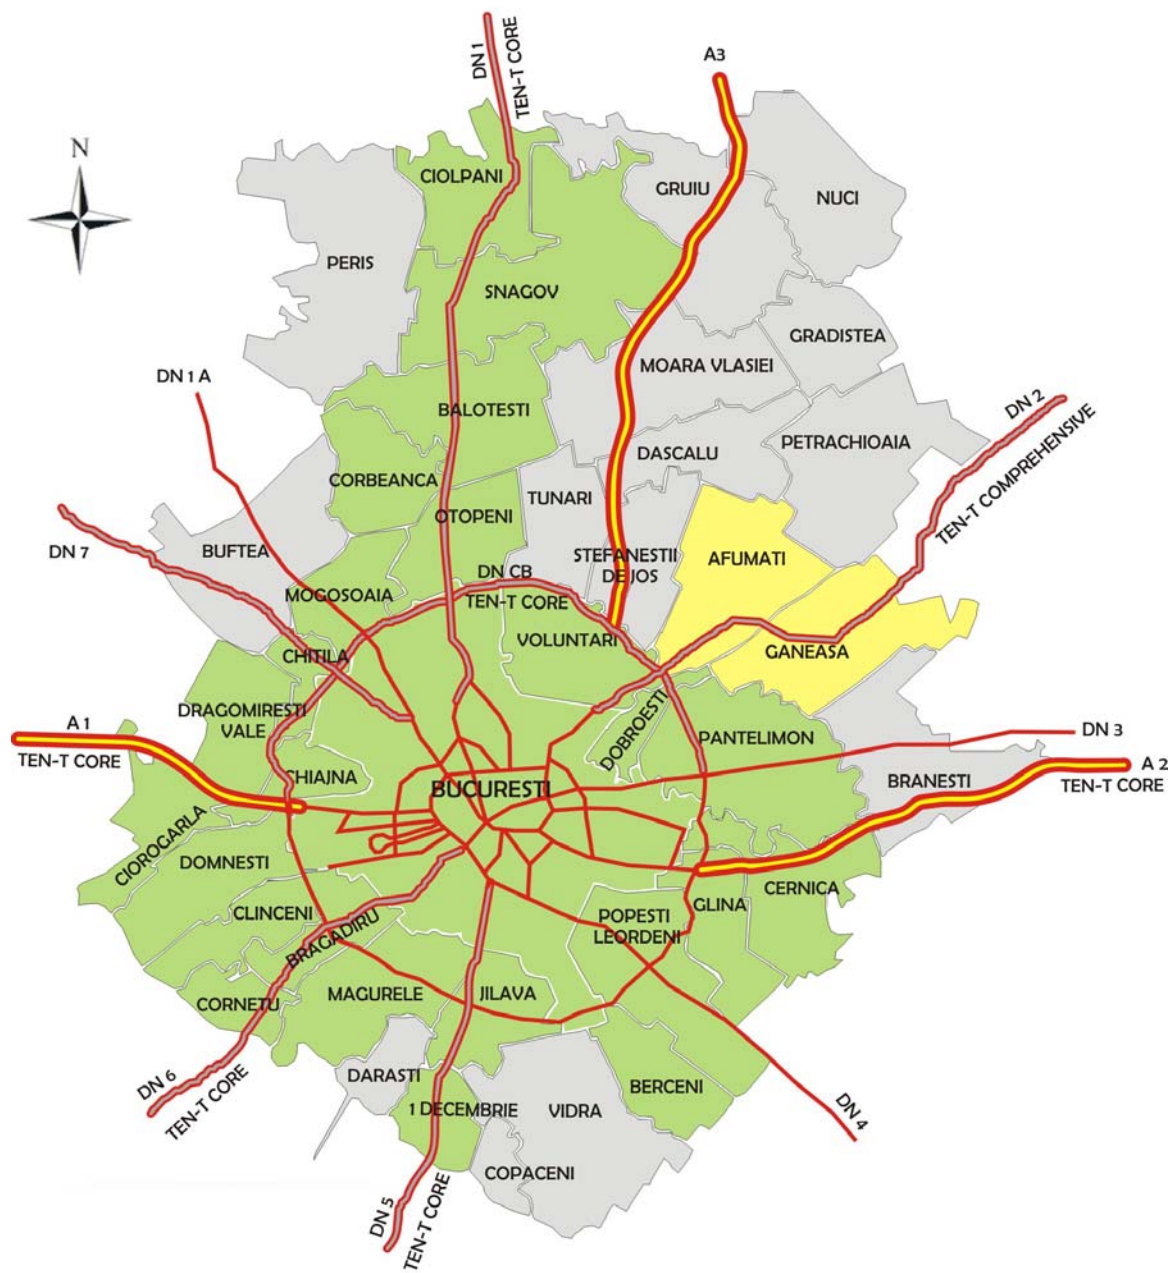 DN 1
TEN-T CORE
A3
N
CIOLPANI
GRUIU
NUCI
PERIS
SNAGOV
GRADISTEA
MOARA VLASIEI
DN 1 A
BALOTESTI
DN 2
TEN-T COMPREHENSIVE
DASCALU
PETRACHIOAIA
CORBEANCA
TUNARI
OTOPENI
DN 7
BUFTEA
STEFANESTII
DE JOS
AFUMATI
DN CB
TEN-T CORE
MOGOSOAIA
VOLUNTARI
CHITILA
GANEASA
DRAGOMIRESTI
VALE
DOBROESTI
PANTELIMON
A 1
TEN-T CORE
DN 3
CHIAJNA
BUCURESTI
BRANESTI
A 2
TEN-T CORE
CIOROGARLA
DOMNESTI
CERNICA
GLINA
CLINCENI
POPESTI
LEORDENI
BRAGADIRU
CORNETU
MAGURELE
JILAVA
DN 6
TEN-T CORE
DARASTI
BERCENI
1 DECEMBRIE
VIDRA
DN 4
COPACENI
DN 5
TEN-T CORE